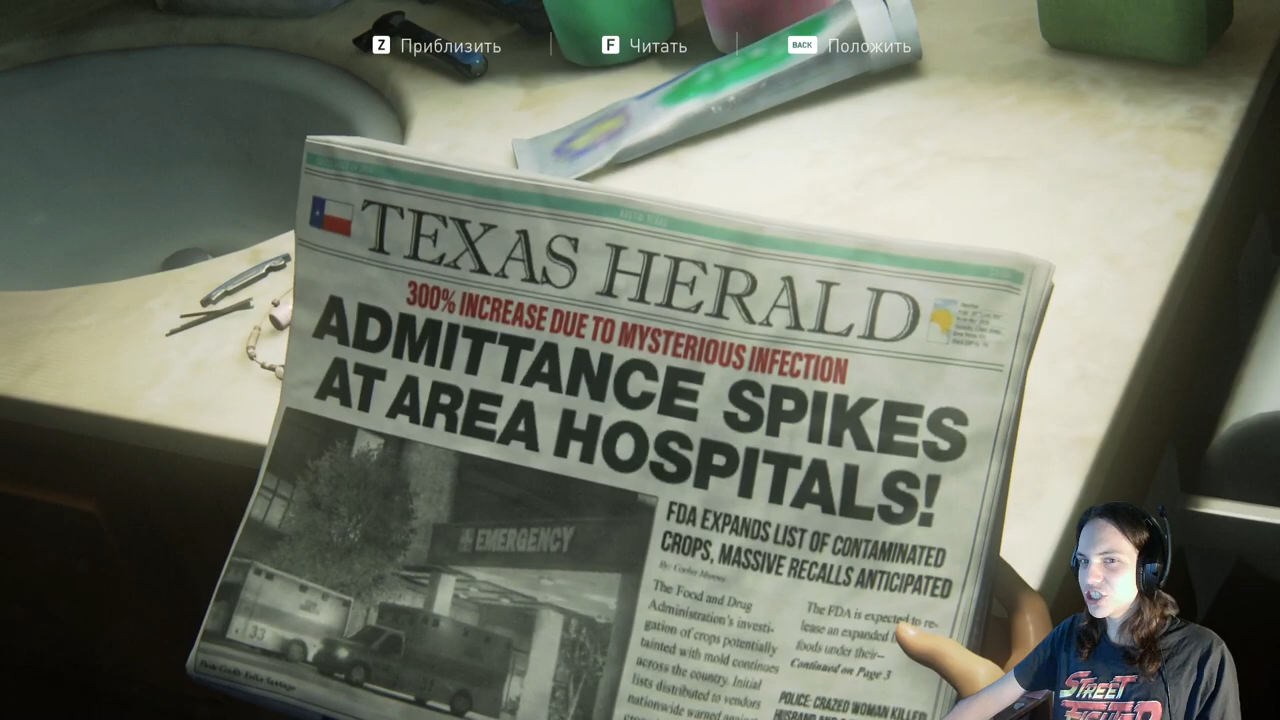 Z Приблизить
F Читать
BACK Положить
TEXAS HERALD
300% INCREASE DUE TO MYSTERIOUS INFECTION
ADMITTANCE SPIKES
AT AREA HOSPITALS!
EMERGENCY
33
FDA EXPANDS LIST OF CONTAMINATED
CROPS, MASSIVE RECALLS ANTICIPATED
The Food and Drug
Administration's investi-
gation of crops potentially
tainted with mold continues
across the country. Initial
lists distributed to vendors
nationwide warned against
The FDA is expected to re-
lease an expanded
foods under their--
Continued on Page 3
POLICE: CRAZED WOMAN KILLED
STREET
FIGHTER